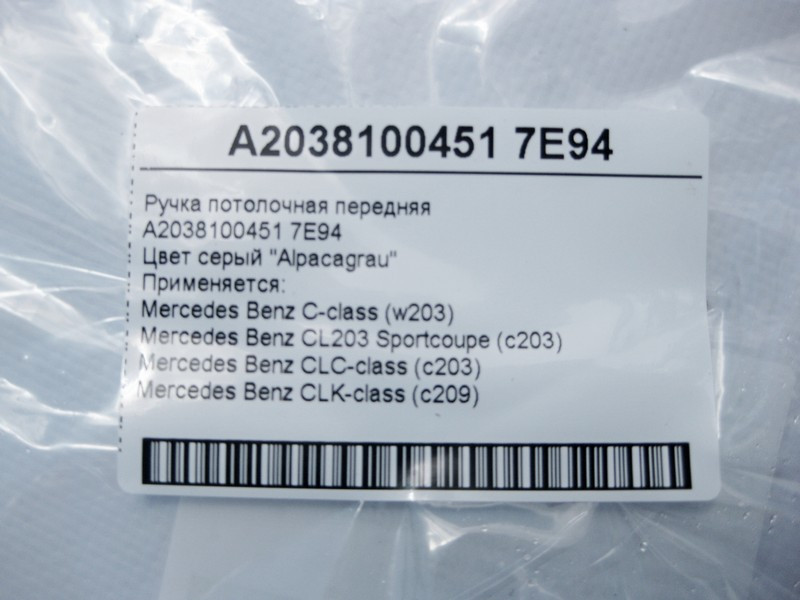 A2038100451 7E94
Ручка потолочная передняя
A2038100451 7E94
Цвет серый "Alpacagrau"
Применяется:
Mercedes Benz C-class (w203)
Mercedes Benz CL203 Sportcoupe (c203)
Mercedes Benz CLC-class (c203)
Mercedes Benz CLK-class (c209)